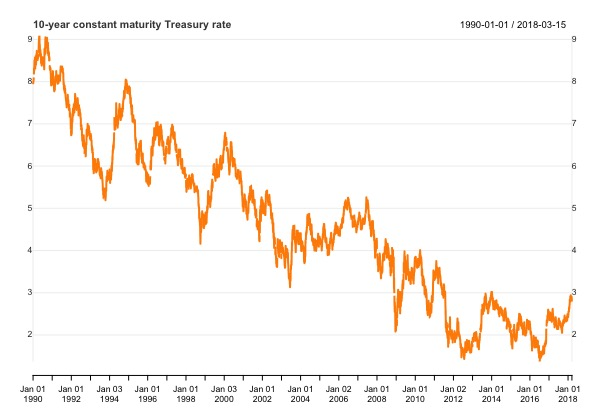 10-year constant maturity Treasury rate 1990-01-01 / 2018-03-15
9 9
8 8
7 7
6 6
5 5
4 4
3 3
2 2
Jan 01 Jan 01 Jan 03 Jan 01 Jan 01 Jan 03 Jan 01 Jan 01 Jan 01 Jan 01 Jan 01 Jan 01 Jan 01 Jan 01 Jan 01
1990 1992 1994 1996 1998 2000 2002 2004 2006 2008 2010 2012 2014 2016 2018